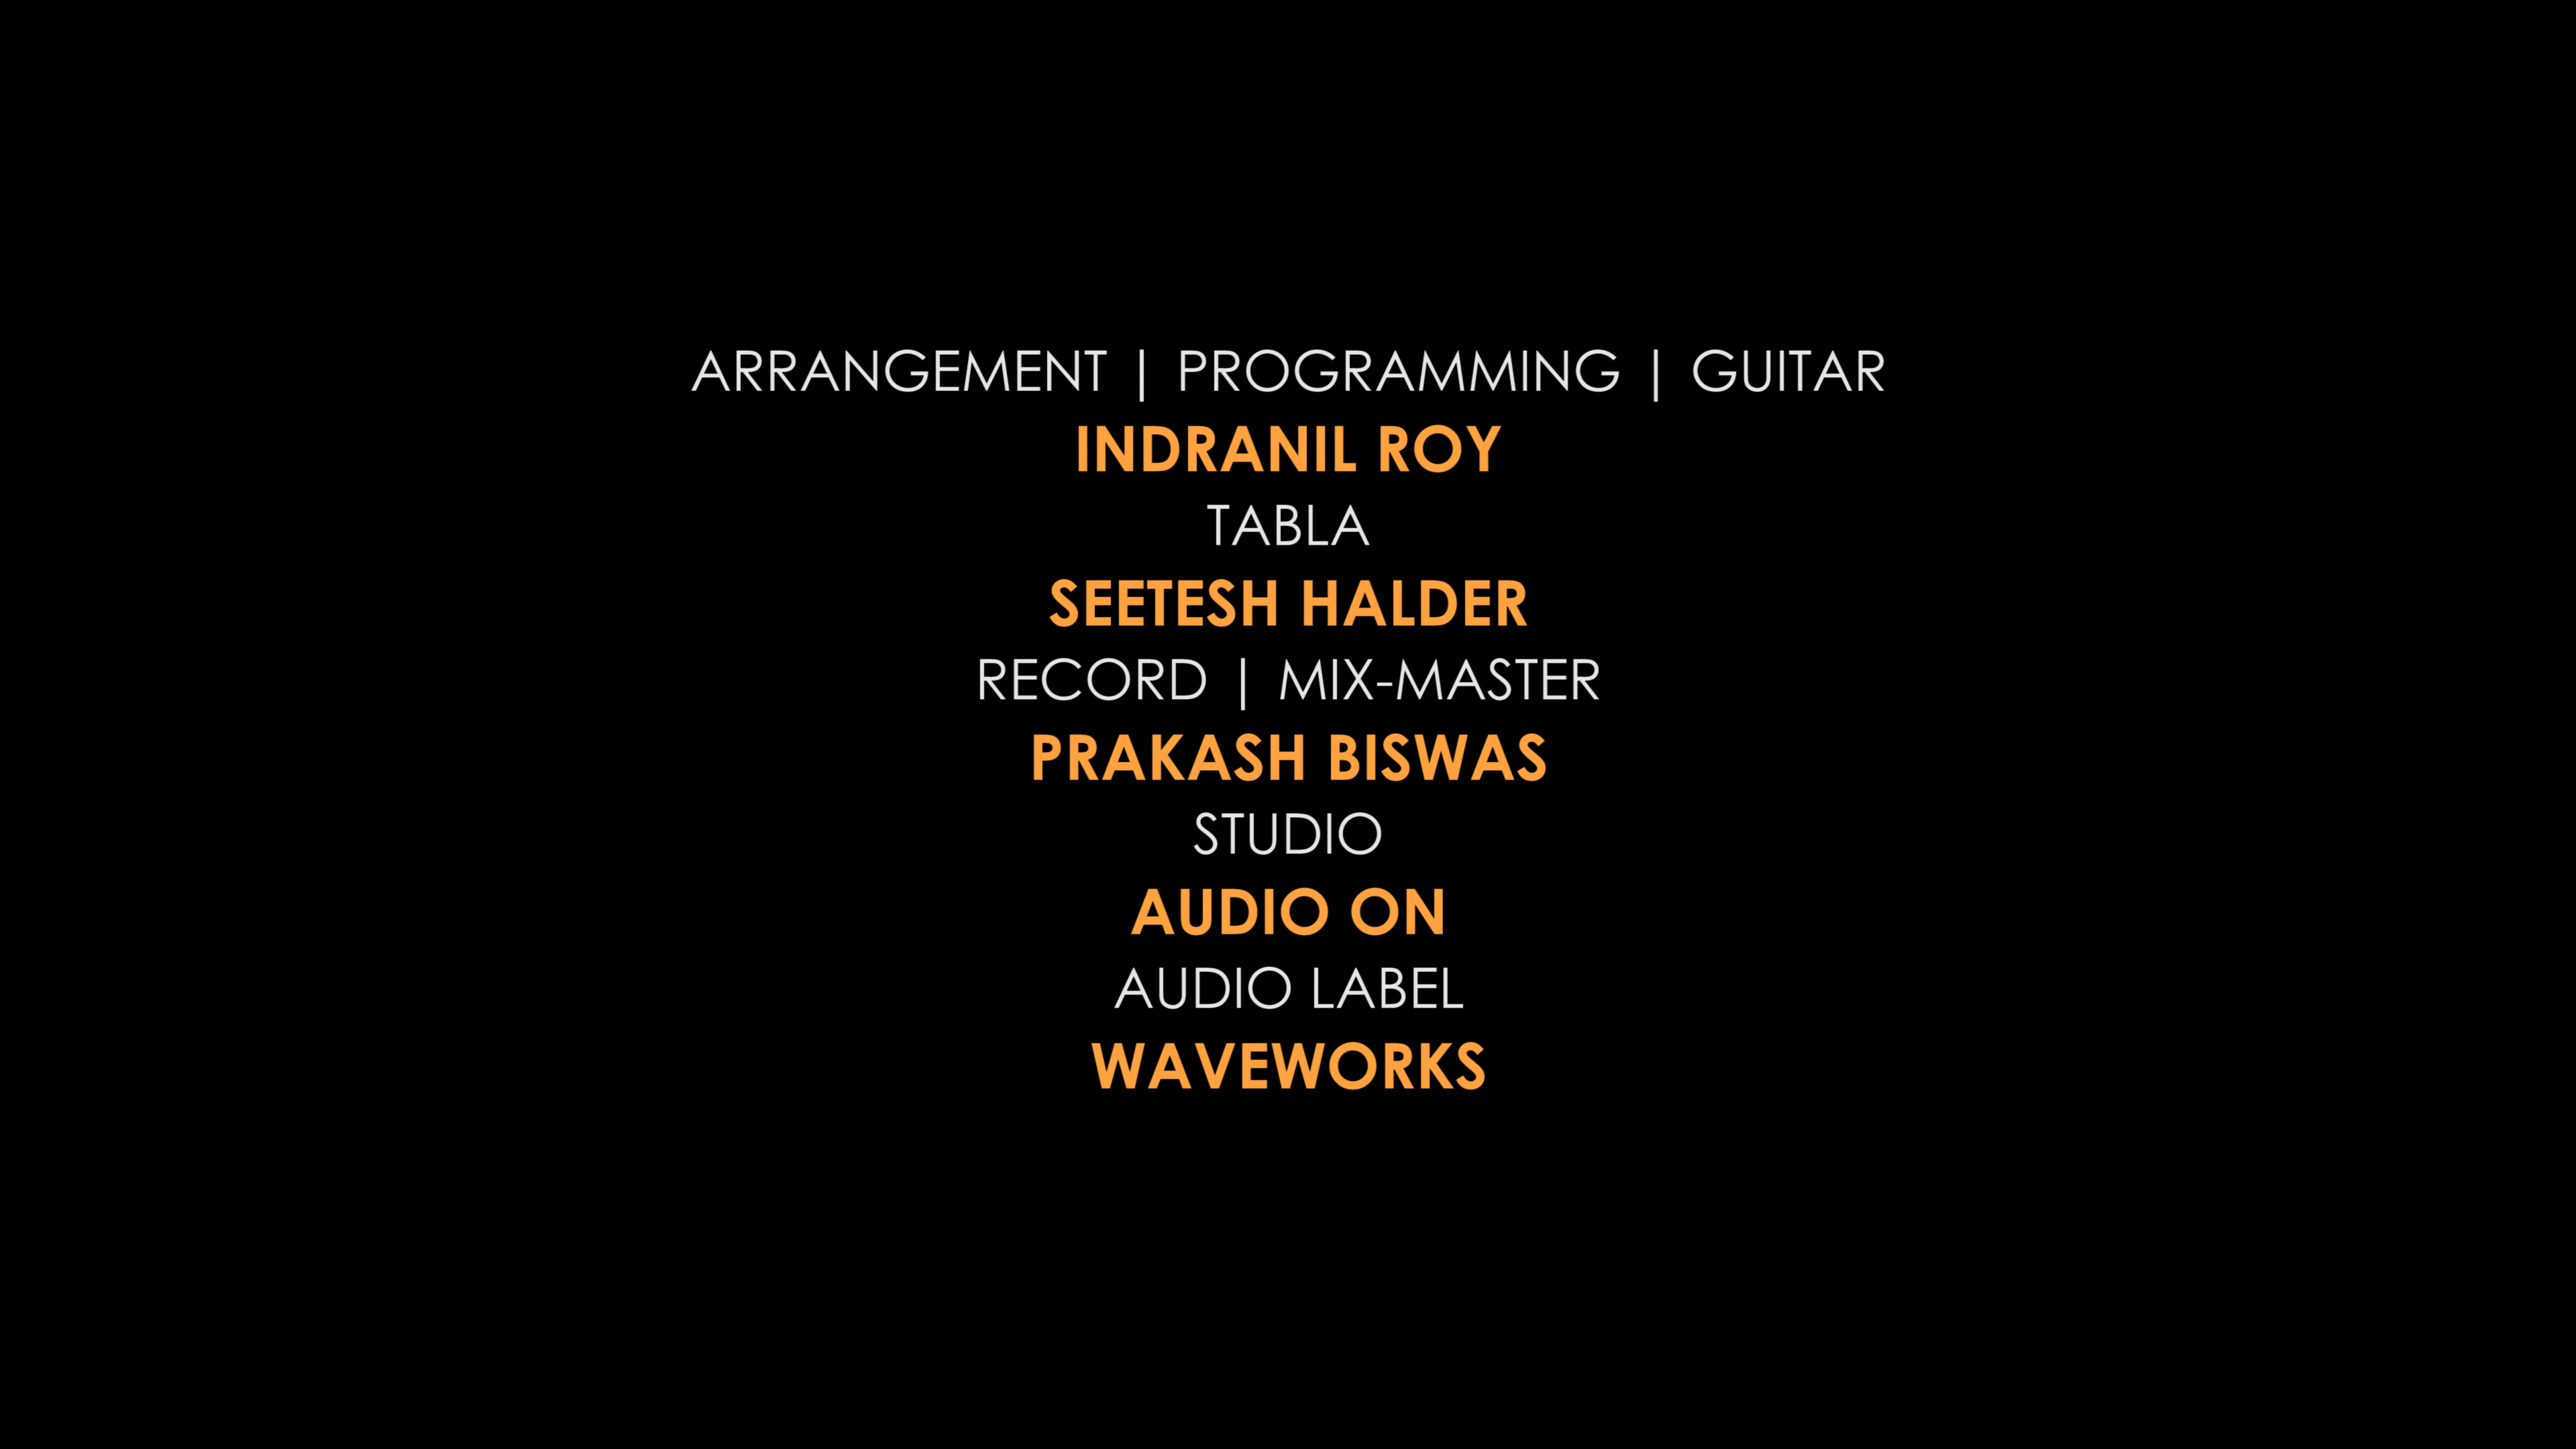 ARRANGEMENT | PROGRAMMING | GUITAR
INDRANIL ROY
TABLA
SEETESH HALDER
RECORD | MIX-MASTER
PRAKASH BISWAS
STUDIO
AUDIO ON
AUDIO LABEL
WAVEWORKS